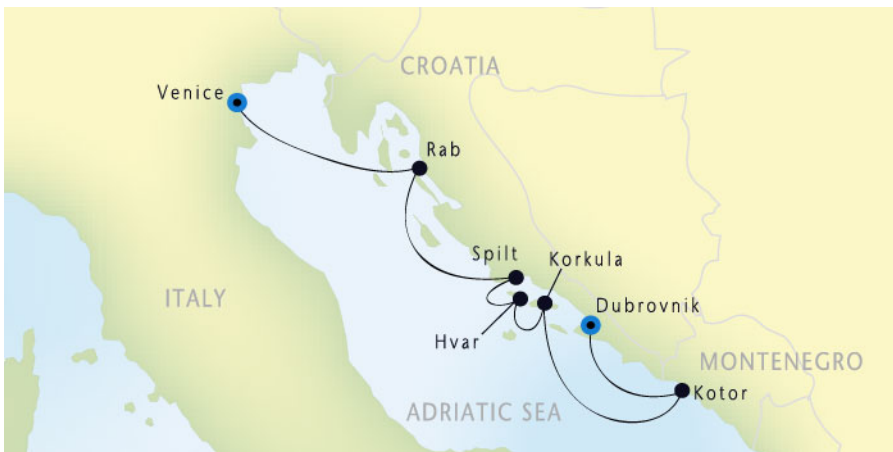 CROATIA
Venice
Rab
Spilt
Korkula
ITALY
Dubrovnik
Hvar
MONTENEGRO
Kotor
ADRIATIC SEA